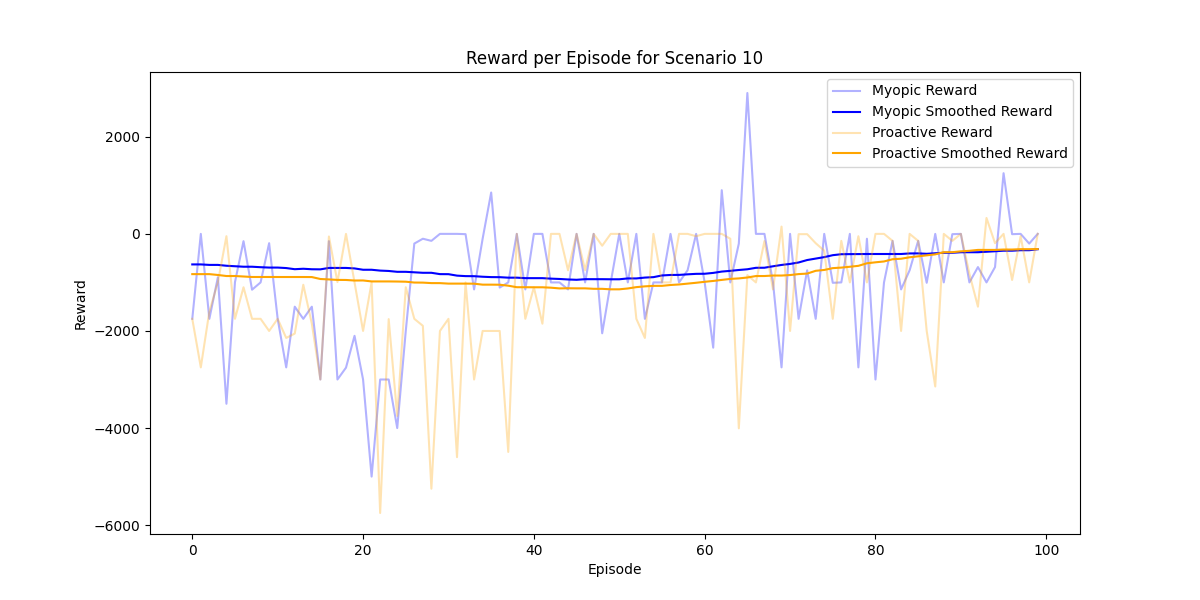 Reward per Episode for Scenario 10
Myopic Reward
Myopic Smoothed Reward
Proactive Reward
Proactive Smoothed Reward
2000
0
−2000
−4000
−6000
Reward
0 20 40 60 80 100
Episode